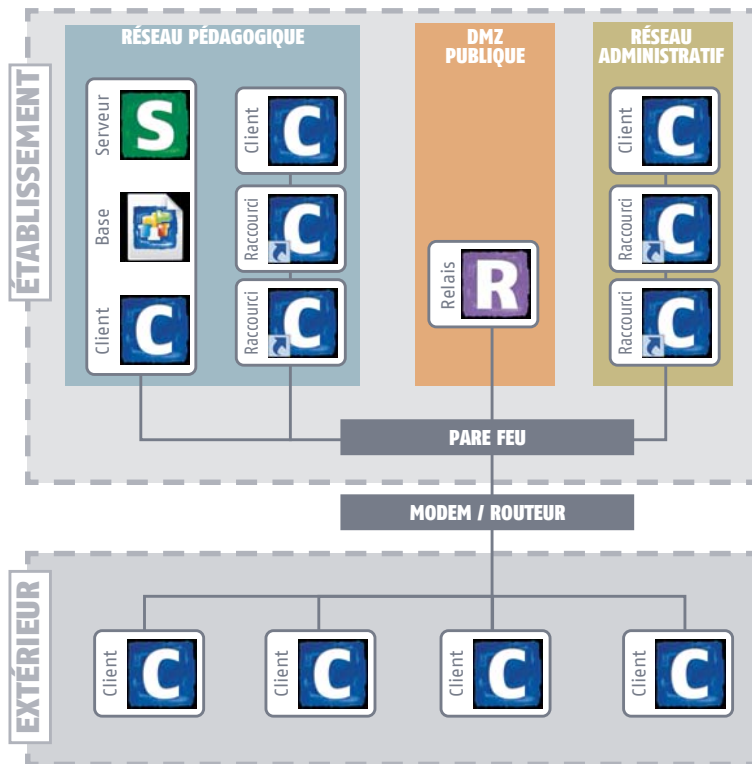 ÉTABLISSEMENT
RÉSEAU PÉDAGOGIQUE
DMZ
PUBLIQUE
RÉSEAU
ADMINISTRATIF
Serveur
S
Base
Client
C
Client
C
Raccourci
C
Raccourci
C
Relais
R
Client
C
Raccourci
C
Raccourci
C
PARE FEU
MODEM / ROUTEUR
EXTÉRIEUR
Client
C
Client
C
Client
C
Client
C